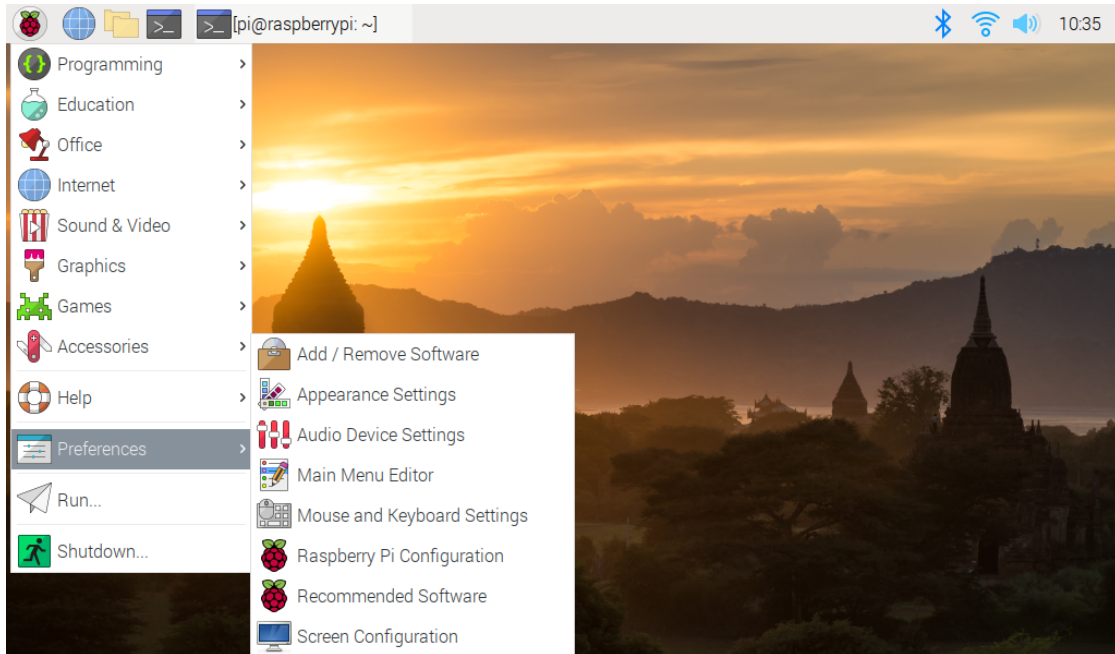 [pi@raspberrypi: ~]
10:35
Programming
Education
Office
Internet
Sound & Video
Graphics
Games
Accessories
Help
Preferences
Run...
Shutdown...
Add / Remove Software
Appearance Settings
Audio Device Settings
Main Menu Editor
Mouse and Keyboard Settings
Raspberry Pi Configuration
Recommended Software
Screen Configuration